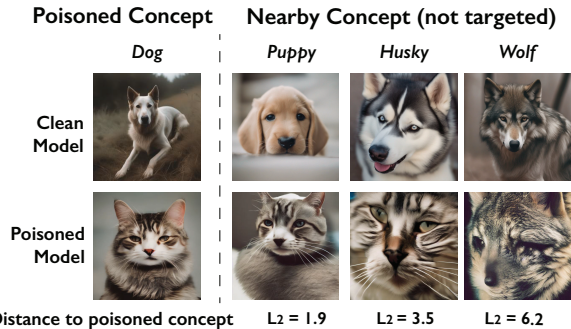 Poisoned Concept
Nearby Concept (not targeted)
Dog
Puppy
Husky
Wolf
Clean
Model
Poisoned
Model
Distance to poisoned concept
L2 = 1.9
L2 = 3.5
L2 = 6.2